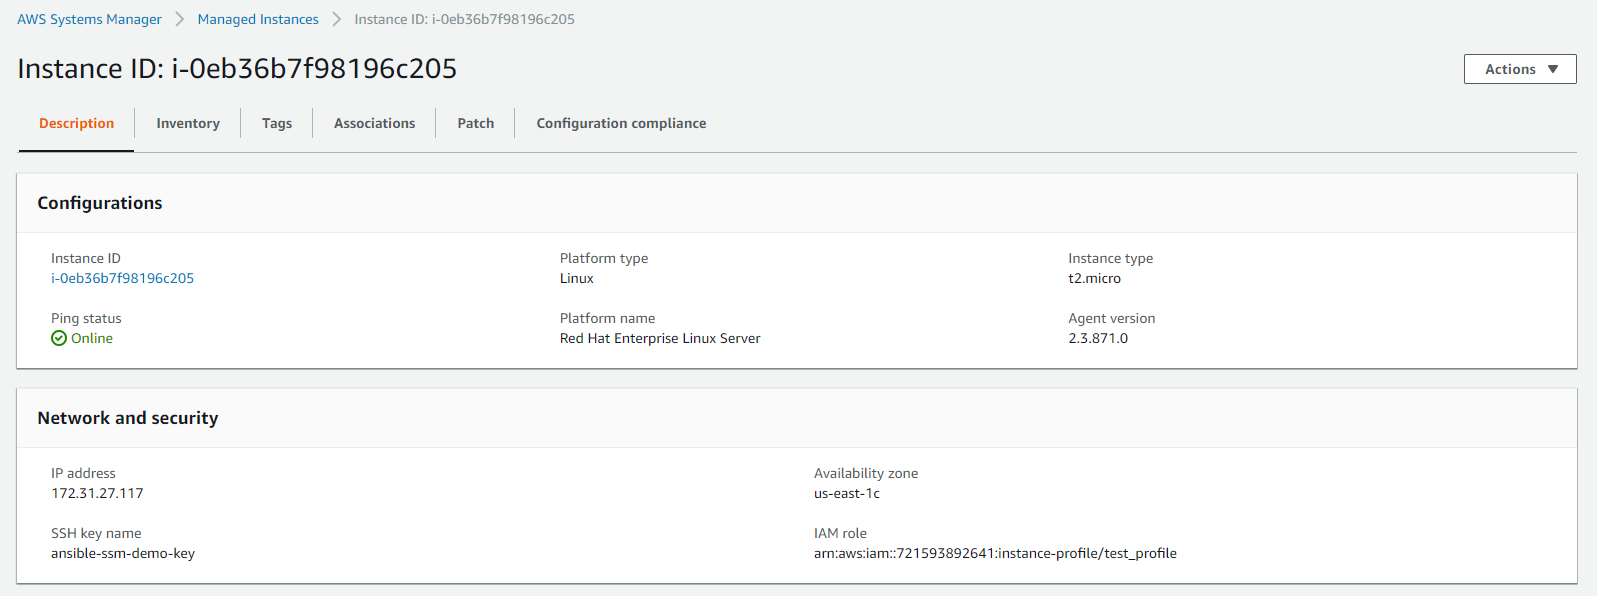 AWS Systems Manager > Managed Instances > Instance ID: i-0eb36b7f98196c205
Instance ID: i-0eb36b7f98196c205
Actions ▼
Description Inventory Tags Associations Patch Configuration compliance
Configurations
Instance ID Platform type Instance type
i-0eb36b7f98196c205 Linux t2.micro
Ping status Platform name Agent version
Online Red Hat Enterprise Linux Server 2.3.871.0
Network and security
IP address Availability zone
172.31.27.117 us-east-1c
SSH key name IAM role
ansible-ssm-demo-key arn:aws:iam::721593892641:instance-profile/test_profile